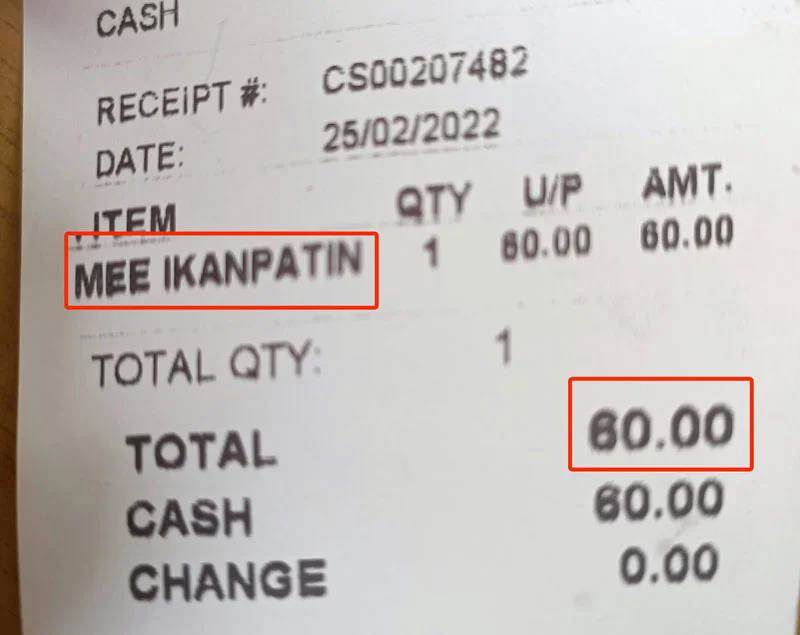 CASH
RECEIPT #: CS00207482
DATE: 25/02/2022
ITEM QTY U/P AMT.
MEE IKANPATIN 1 60.00 60.00
TOTAL QTY: 1
TOTAL 60.00
CASH 60.00
CHANGE 0.00